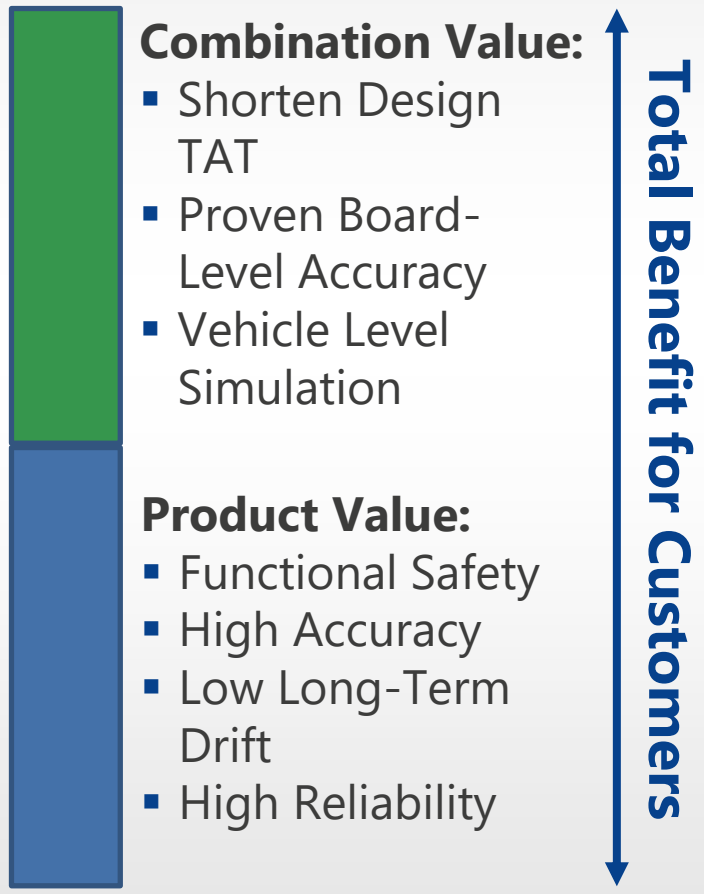 Combination Value:
▪ Shorten Design
TAT
▪ Proven Board-
Level Accuracy
▪ Vehicle Level
Simulation
Product Value:
▪ Functional Safety
▪ High Accuracy
▪ Low Long-Term
Drift
▪ High Reliability
Total Benefit for Customers